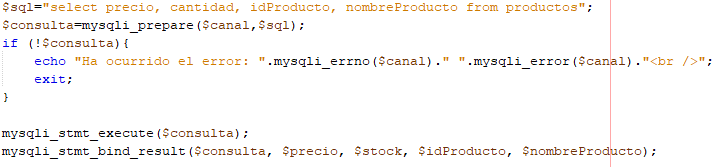 $sql="select precio, cantidad, idProducto, nombreProducto from productos";
$consulta=mysqli_prepare($canal,$sql);
if (!$consulta){
    echo "Ha ocurrido el error: ".mysqli_errno($canal)." ".mysqli_error($canal)."<br />";
    exit;
}
mysqli_stmt_execute($consulta);
mysqli_stmt_bind_result($consulta, $precio, $stock, $idProducto, $nombreProducto);